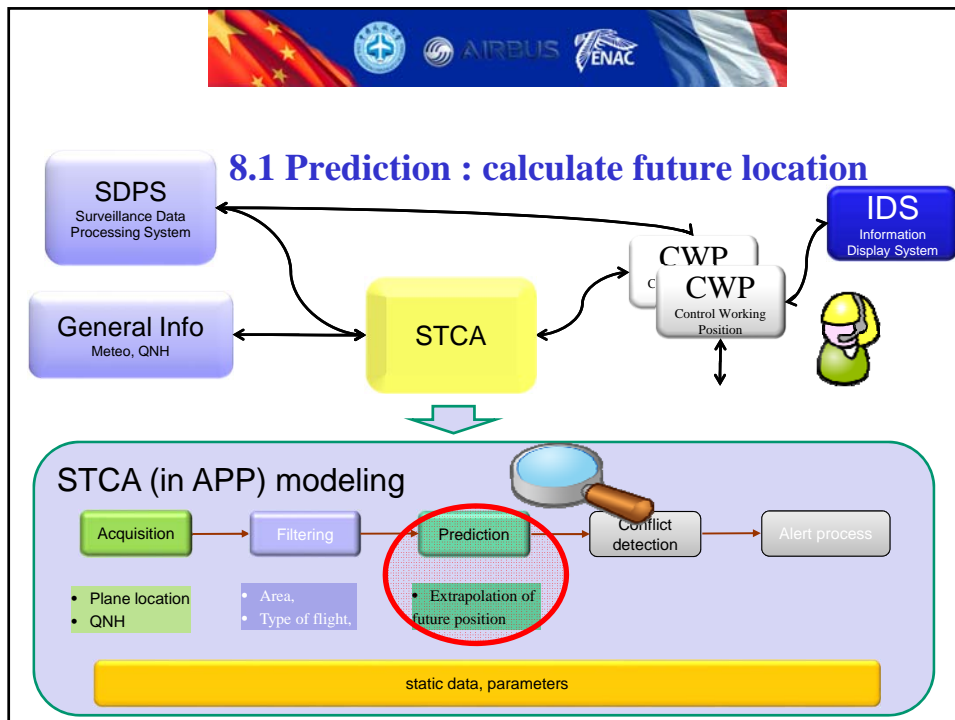 AIRBUS
ENAC
8.1 Prediction : calculate future location
SDPS
Surveillance Data
Processing System
IDS
Information
Display System
CWP
C
CWP
Control Working
Position
General Info
Meteo, QNH
STCA
STCA (in APP) modeling
Acquisition
Filtering
Prediction
Conflict
detection
Alert process
• Plane location
• QNH
• Area,
• Type of flight,
• Extrapolation of
future position
static data, parameters